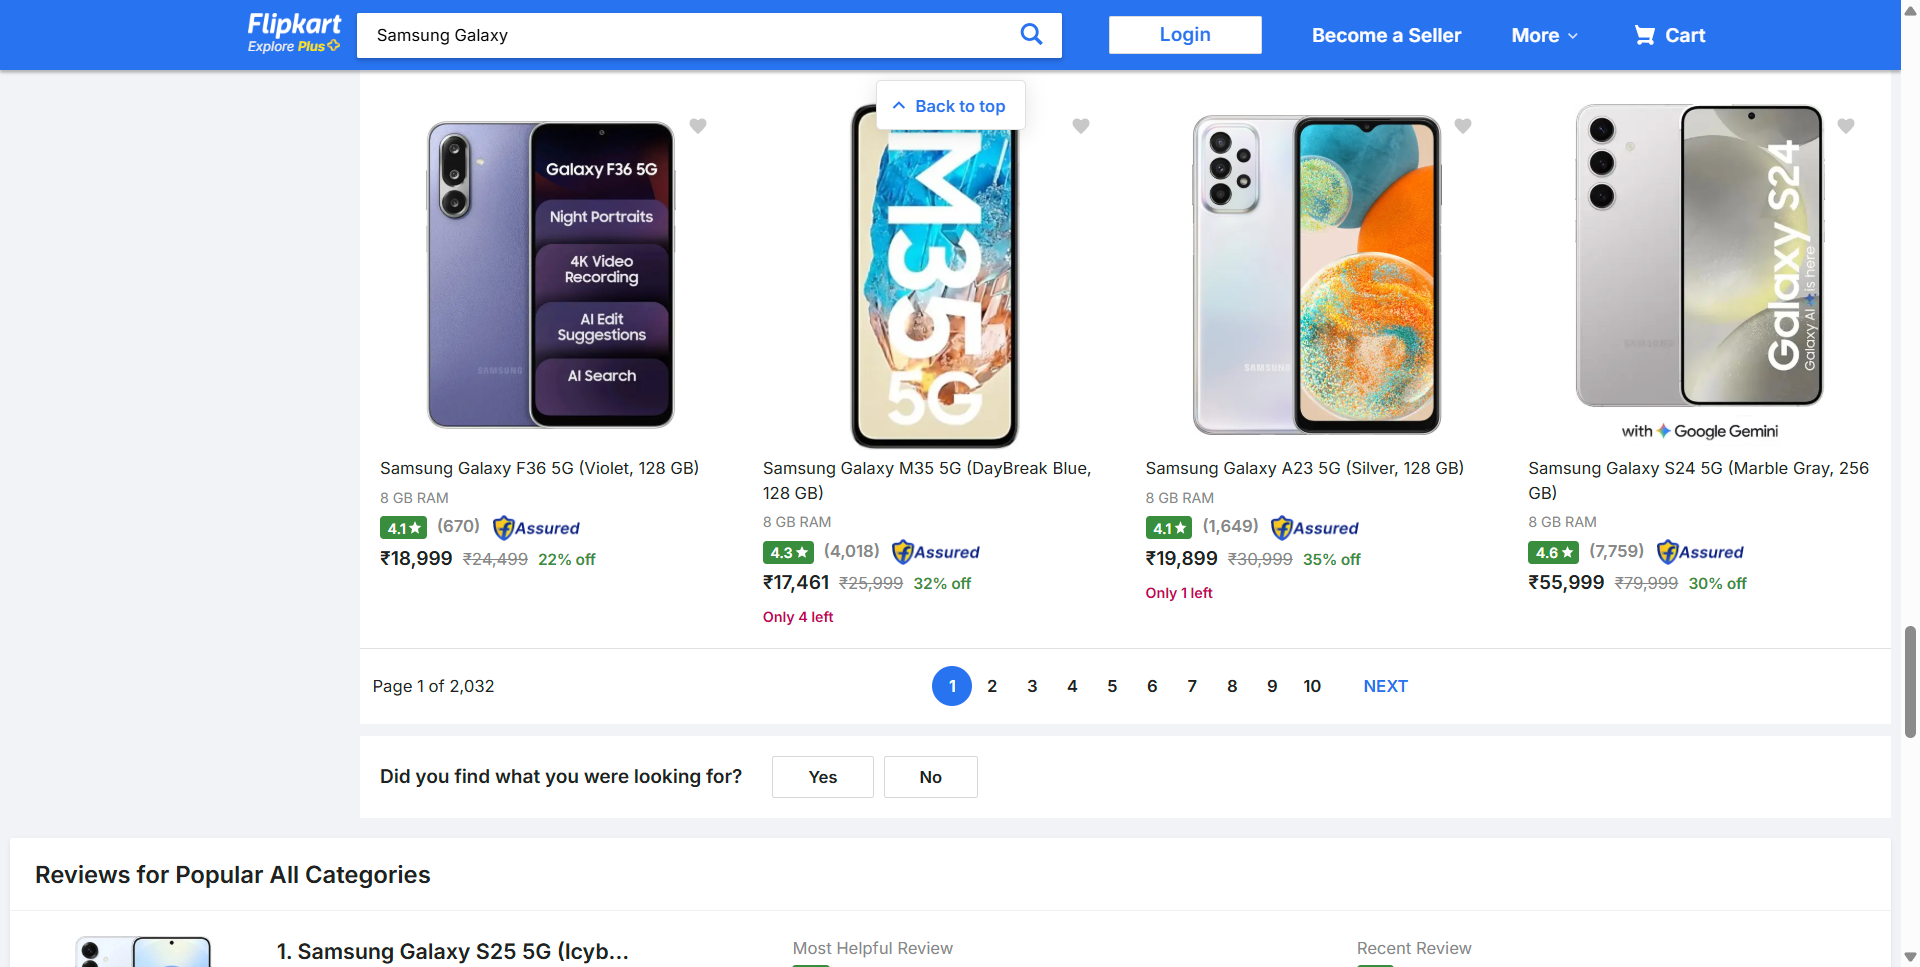 Flipkart
Explore Plus
Samsung Galaxy
Login
Become a Seller
More
Cart
Back to top
Galaxy F36 5G
Night Portraits
4K Video
Recording
AI Edit
Suggestions
AI Search
SAMSUNG
M35
5G
SAMSUNG
SAMSUNG
Galaxy S24
Galaxy AI is here
with Google Gemini
Samsung Galaxy F36 5G (Violet, 128 GB)
8 GB RAM
4.1★ (670) Assured
₹18,999 ₹24,499 22% off
Samsung Galaxy M35 5G (DayBreak Blue,
128 GB)
8 GB RAM
4.3★ (4,018) Assured
₹17,461 ₹25,999 32% off
Only 4 left
Samsung Galaxy A23 5G (Silver, 128 GB)
8 GB RAM
4.1★ (1,649) Assured
₹19,899 ₹30,999 35% off
Only 1 left
Samsung Galaxy S24 5G (Marble Gray, 256
GB)
8 GB RAM
4.6★ (7,759) Assured
₹55,999 ₹79,999 30% off
Page 1 of 2,032
1 2 3 4 5 6 7 8 9 10 NEXT
Did you find what you were looking for?
Yes
No
Reviews for Popular All Categories
1. Samsung Galaxy S25 5G (Icyb...
Most Helpful Review
Recent Review